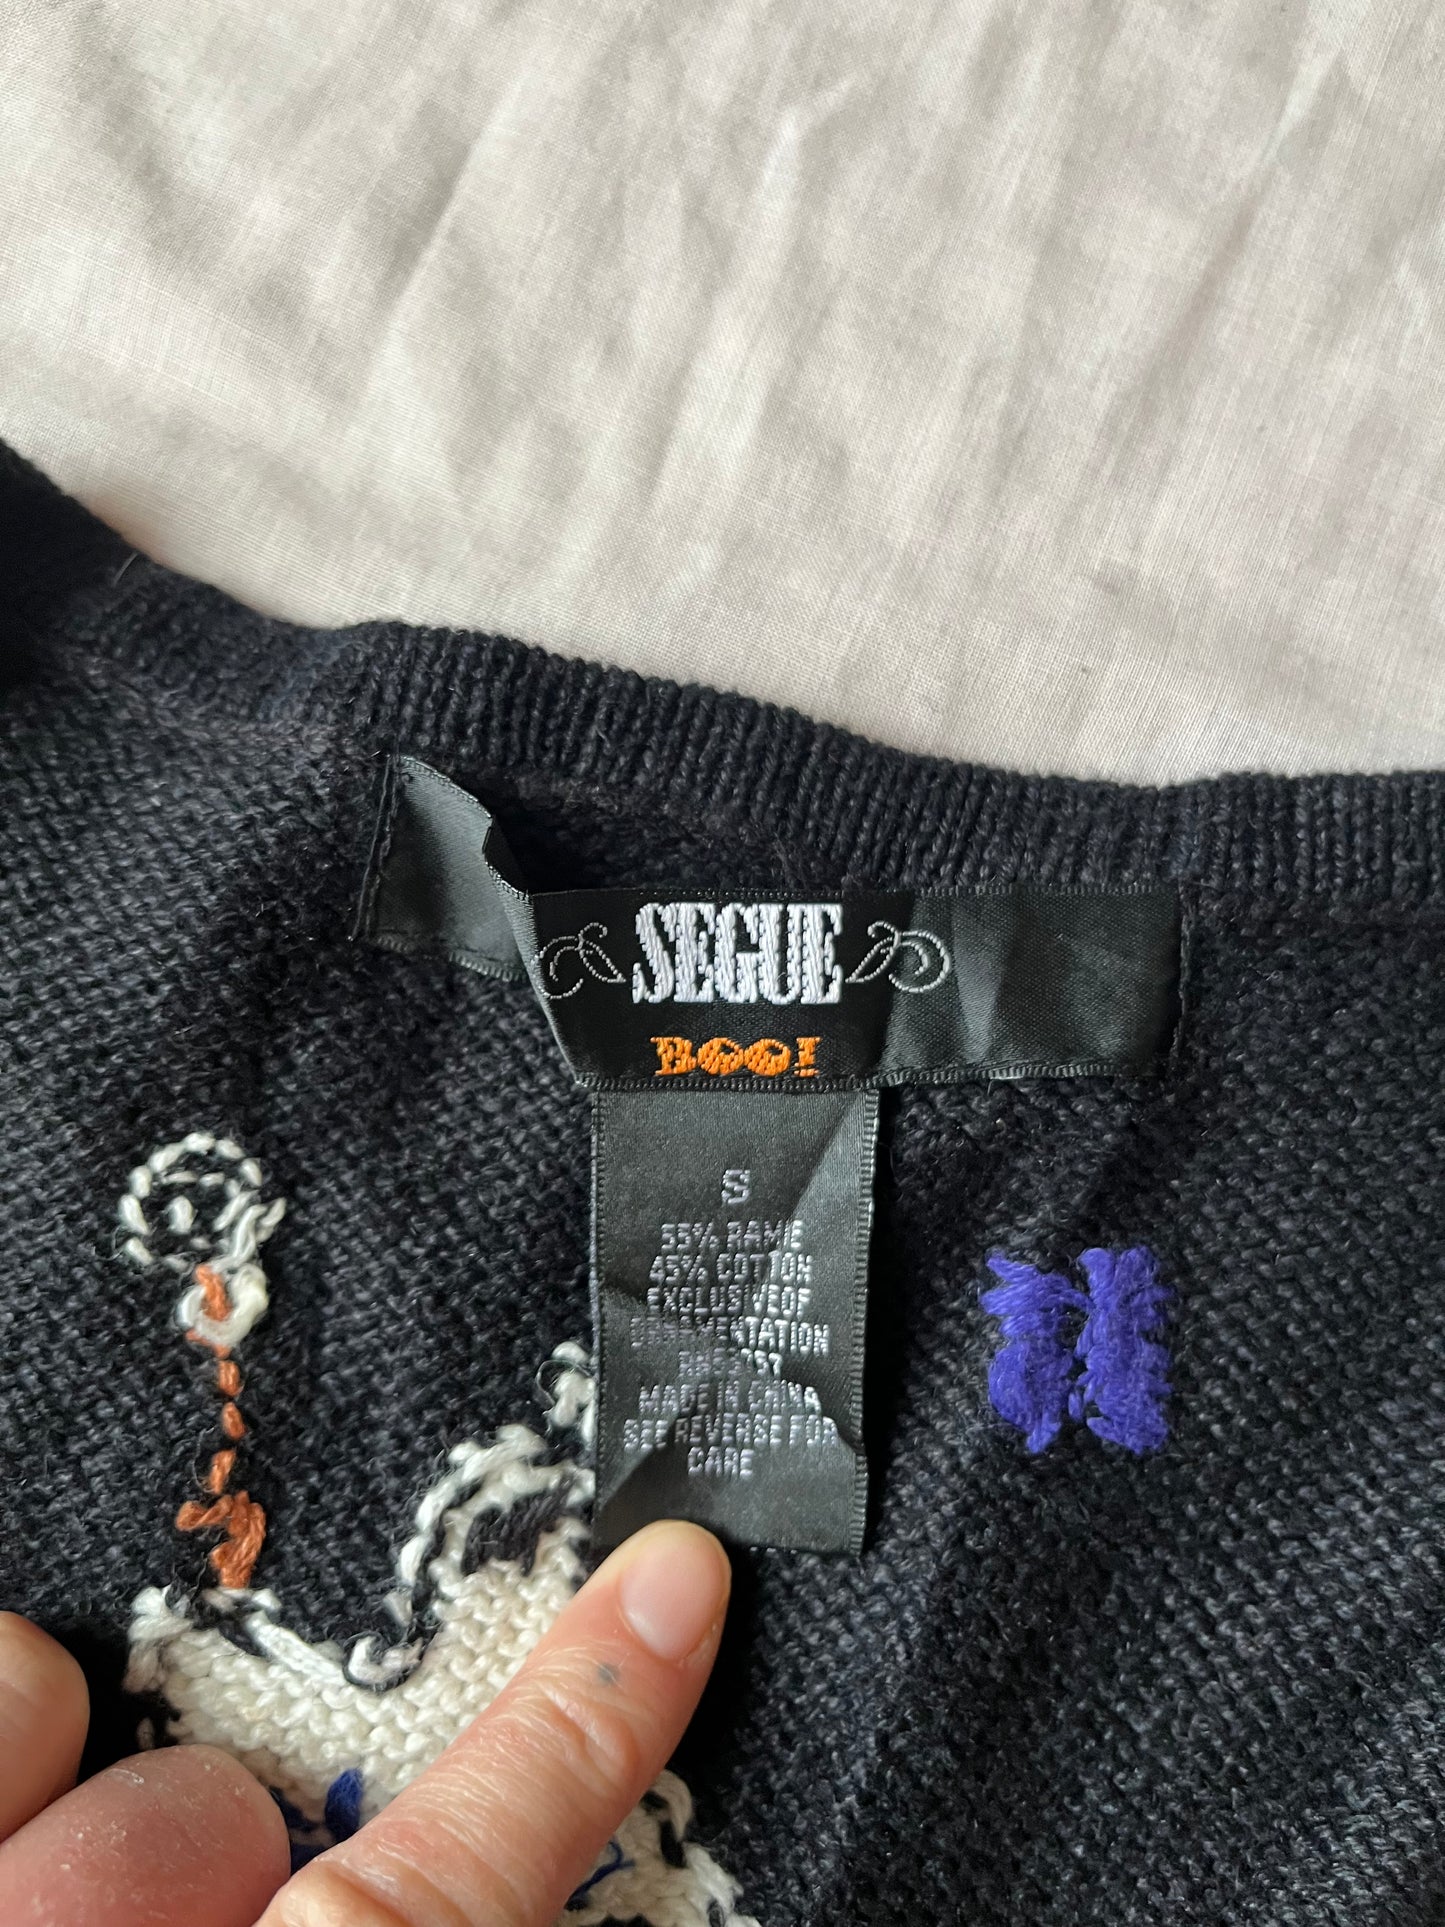 SEGUE
BOO!
S
55% RAMIE
45% COTTON
EXCLUSIVE OF
ORNAMENTATION
MADE IN CHINA
SEE REVERSE FOR
CARE